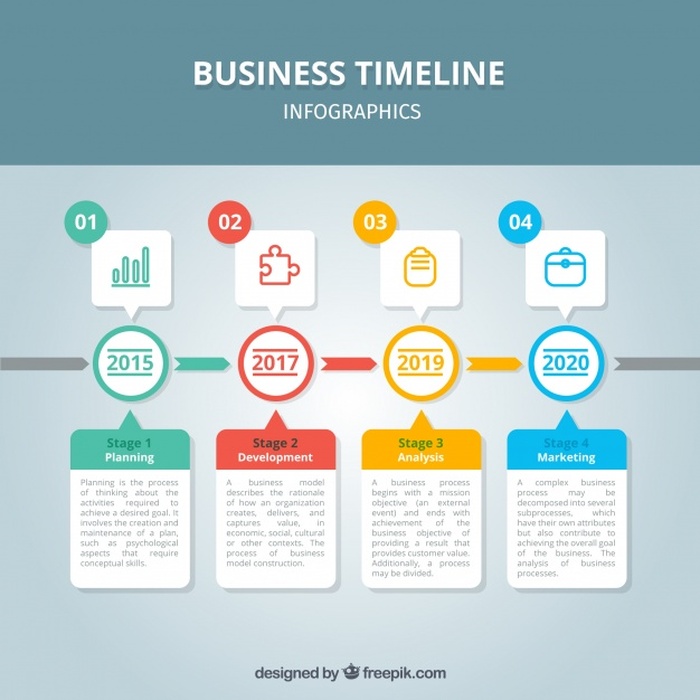 BUSINESS TIMELINE
INFOGRAPHICS
01
02
03
04
2015
2017
2019
2020
Stage 1
Planning
Planning is the process
of thinking about the
activities required to
achieve a desired goal. It
involves the creation and
maintenance of a plan,
such as psychological
aspects that require
conceptual skills.
Stage 2
Development
A business model
describes the rationale
of how an organization
creates, delivers, and
captures value, in
economic, social, cultural
or other contexts. The
process of business
model construction.
Stage 3
Analysis
A business process
begins with a mission
objective (an external
event) and ends with
achievement of the
business objective of
providing a result that
provides customer value.
Additionally, a process
may be divided.
Stage 4
Marketing
A complex business
process may be
decomposed into several
subprocesses, which
have their own attributes
but also contribute to
achieving the overall goal
of the business. The
analysis of business
processes.
designed by freepik.com